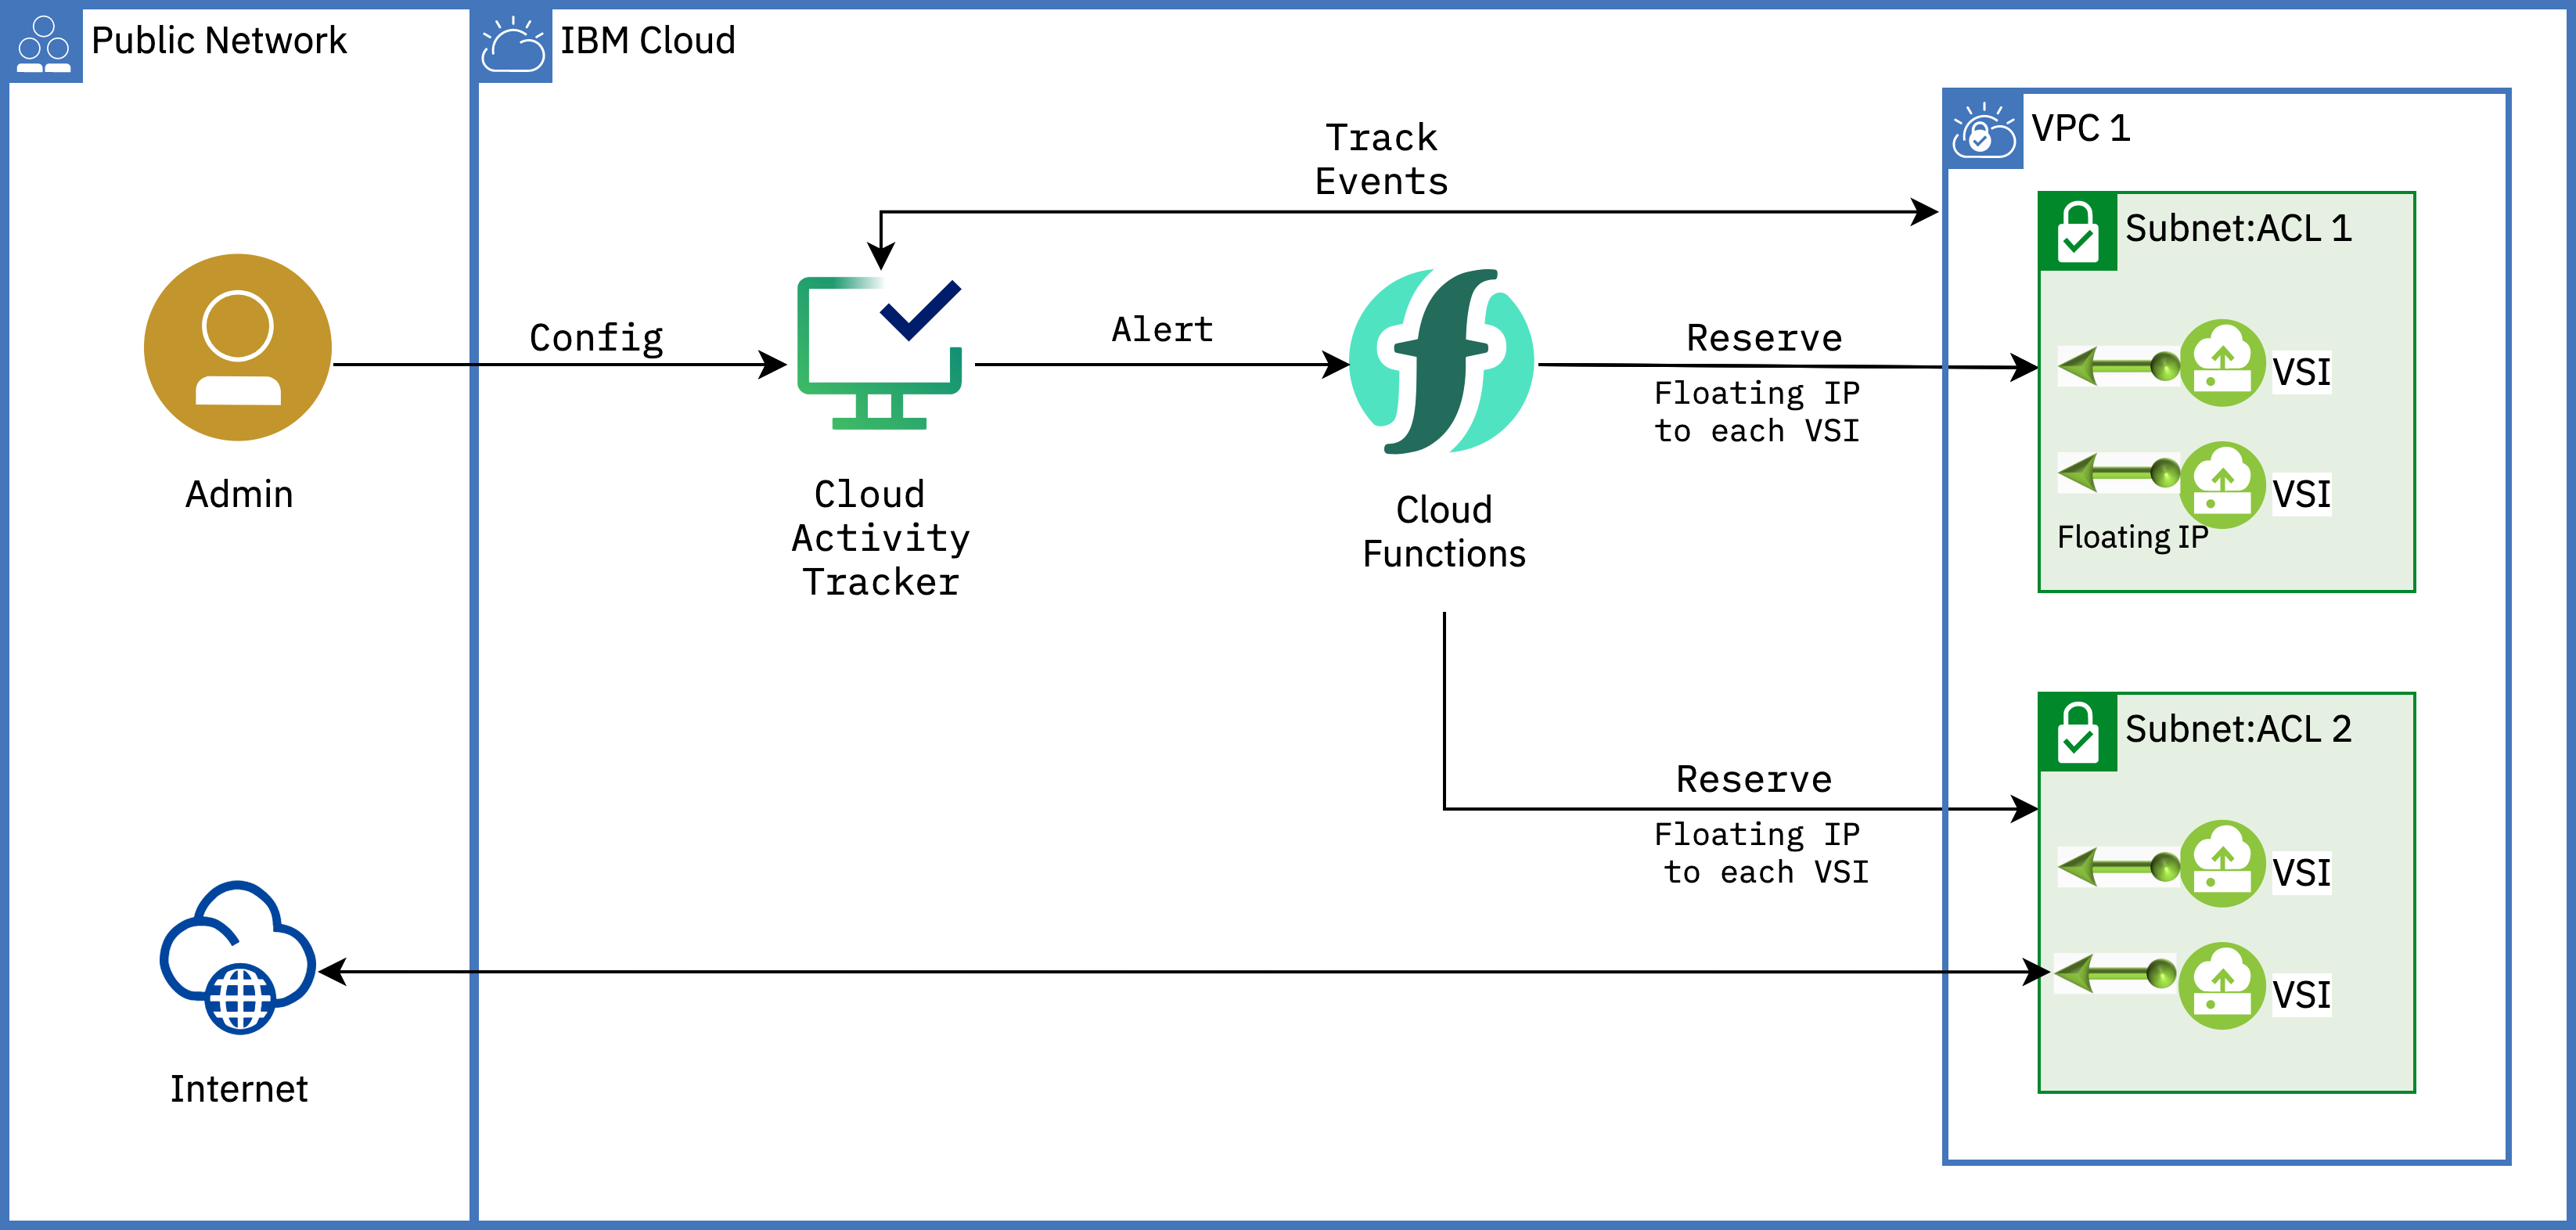 Public Network
IBM Cloud
Track
Events
VPC 1
Subnet:ACL 1
Config
Alert
Reserve
Floating IP
to each VSI
VSI
VSI
Floating IP
Admin
Cloud
Activity
Tracker
Cloud
Functions
Subnet:ACL 2
Reserve
Floating IP
to each VSI
VSI
VSI
Internet